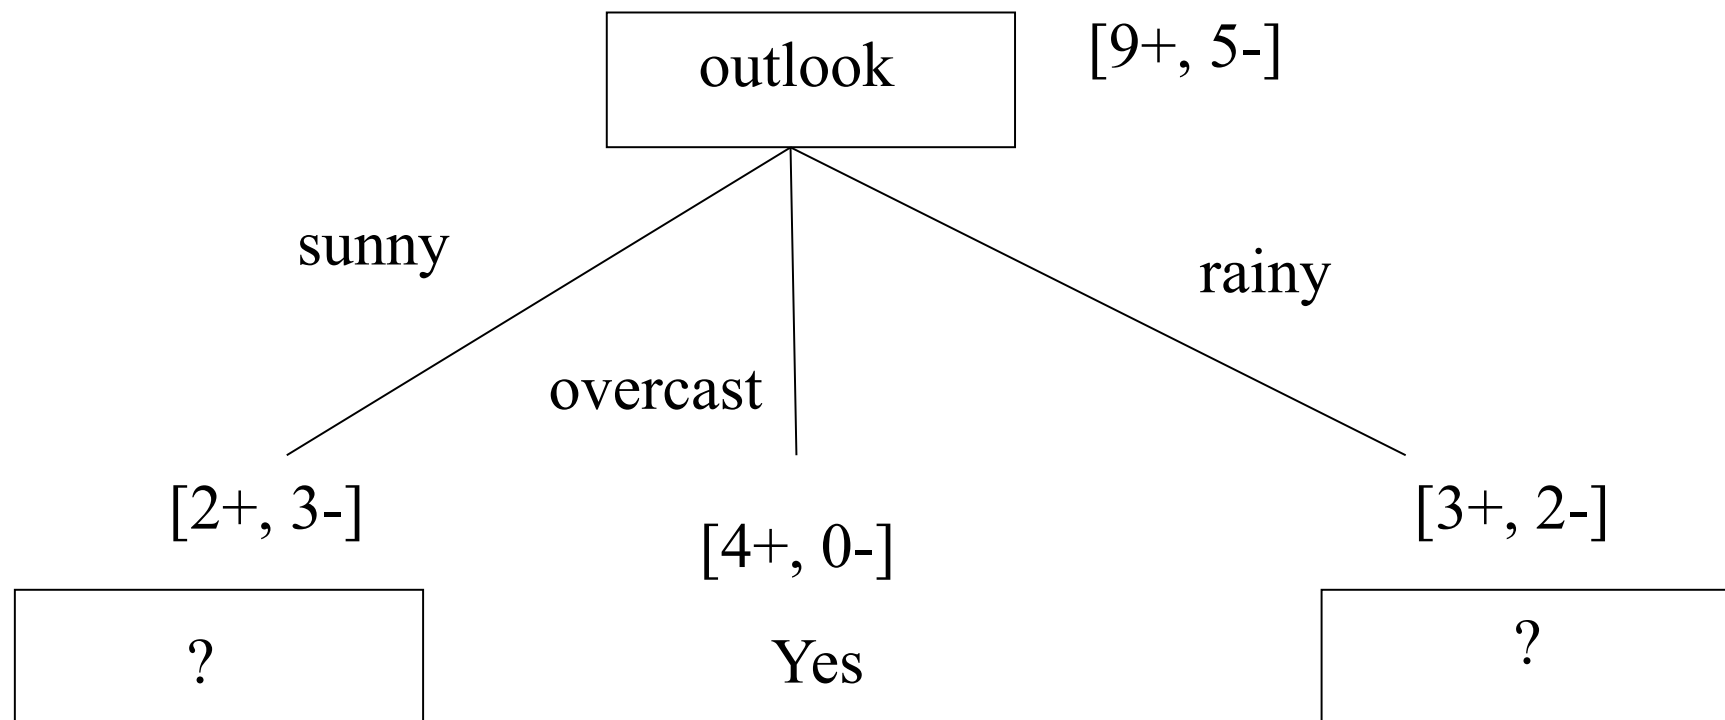 outlook
[9+, 5-]
sunny
rainy
overcast
[2+, 3-]
[4+, 0-]
[3+, 2-]
?
Yes
?